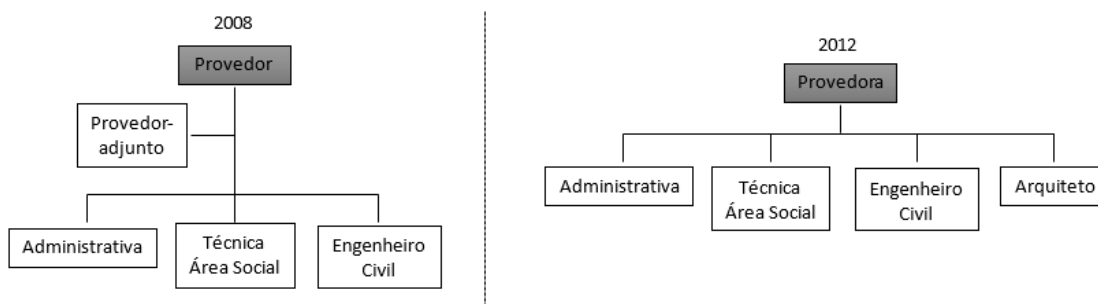 2008
Provedor
Provedor-
adjunto
Administrativa
Técnica
Área Social
Engenheiro
Civil
2012
Provedora
Administrativa
Técnica
Área Social
Engenheiro
Civil
Arquiteto